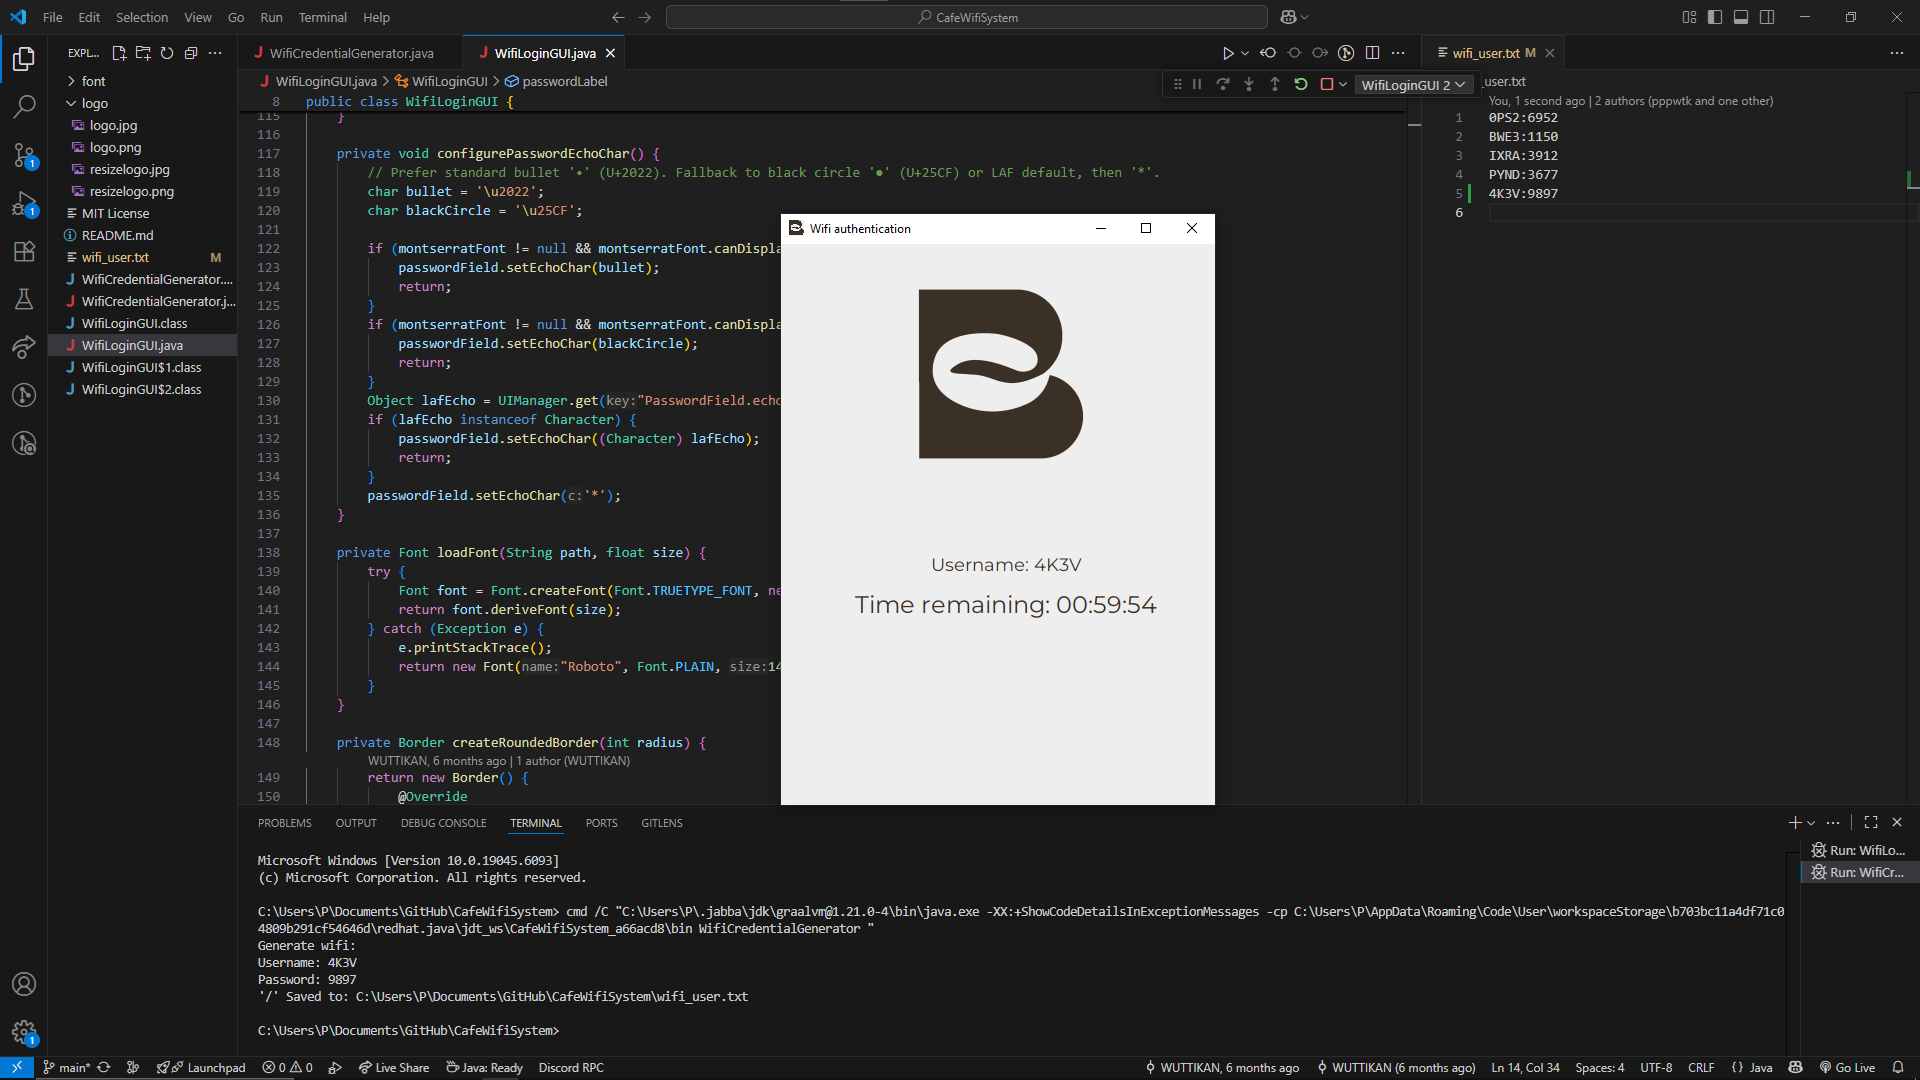 File Edit Selection View Go Run Terminal Help
CafeWifiSystem
EXPL...
font
logo
logo.jpg
logo.png
resizelogo.jpg
resizelogo.png
MIT License
README.md
wifi_user.txt M
WifiCredentialGenerator....
WifiCredentialGenerator.j...
WifiLoginGUI.class
WifiLoginGUI.java
WifiLoginGUI$1.class
WifiLoginGUI$2.class
WifiCredentialGenerator.java
WifiLoginGUI.java
WifiLoginGUI.java > WifiLoginGUI > passwordLabel
WifiLoginGUI 2
8 public class WifiLoginGUI {
115 }
116
117 private void configurePasswordEchoChar() {
118 // Prefer standard bullet '•' (U+2022). Fallback to black circle '●' (U+25CF) or LAF default, then '*'.
119 char bullet = '\u2022';
120 char blackCircle = '\u25CF';
121
122 if (montserratFont != null && montserratFont.canDispla
123 passwordField.setEchoChar(bullet);
124 return;
125 }
126 if (montserratFont != null && montserratFont.canDispla
127 passwordField.setEchoChar(blackCircle);
128 return;
129 }
130 Object lafEcho = UIManager.get(key:"PasswordField.echo
131 if (lafEcho instanceof Character) {
132 passwordField.setEchoChar((Character) lafEcho);
133 return;
134 }
135 passwordField.setEchoChar(c:'*');
136 }
137
138 private Font loadFont(String path, float size) {
139 try {
140 Font font = Font.createFont(Font.TRUETYPE_FONT, ne
141 return font.deriveFont(size);
142 } catch (Exception e) {
143 e.printStackTrace();
144 return new Font(name:"Roboto", Font.PLAIN, size:14
145 }
146 }
147
148 private Border createRoundedBorder(int radius) {
WUTTIKAN, 6 months ago | 1 author (WUTTIKAN)
149 return new Border() {
150 @Override
wifi_user.txt M
_user.txt
You, 1 second ago | 2 authors (pppwtk and one other)
1 0PS2:6952
2 BWE3:1150
3 IXRA:3912
4 PYND:3677
5 4K3V:9897
6
Wifi authentication
Username: 4K3V
Time remaining: 00:59:54
PROBLEMS OUTPUT DEBUG CONSOLE TERMINAL PORTS GITLENS
Microsoft Windows [Version 10.0.19045.6093]
(c) Microsoft Corporation. All rights reserved.
C:\Users\P\Documents\GitHub\CafeWifiSystem> cmd /C "C:\Users\P\.jabba\jdk\graalvm@1.21.0-4\bin\java.exe -XX:+ShowCodeDetailsInExceptionMessages -cp C:\Users\P\AppData\Roaming\Code\User\workspaceStorage\b703bc11a4df71c0
4809b291cf54646d\redhat.java\jdt_ws\CafeWifiSystem_a66acd8\bin WifiCredentialGenerator "
Generate wifi:
Username: 4K3V
Password: 9897
'/' Saved to: C:\Users\P\Documents\GitHub\CafeWifiSystem\wifi_user.txt
C:\Users\P\Documents\GitHub\CafeWifiSystem>
Run: WifiLo...
Run: WifiCr...
1
1
1
main* Launchpad 0 0 Live Share Java: Ready Discord RPC
WUTTIKAN, 6 months ago WUTTIKAN (6 months ago) Ln 14, Col 34 Spaces: 4 UTF-8 CRLF {} Java Go Live